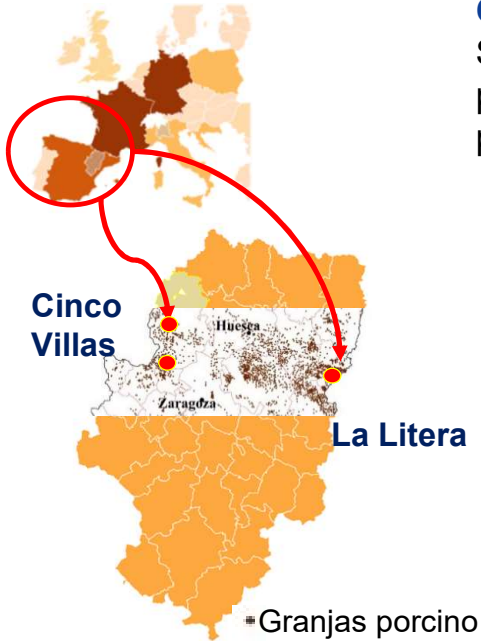 Cinco
Villas
Huesca
Zaragoza
La Litera
Granjas porcino